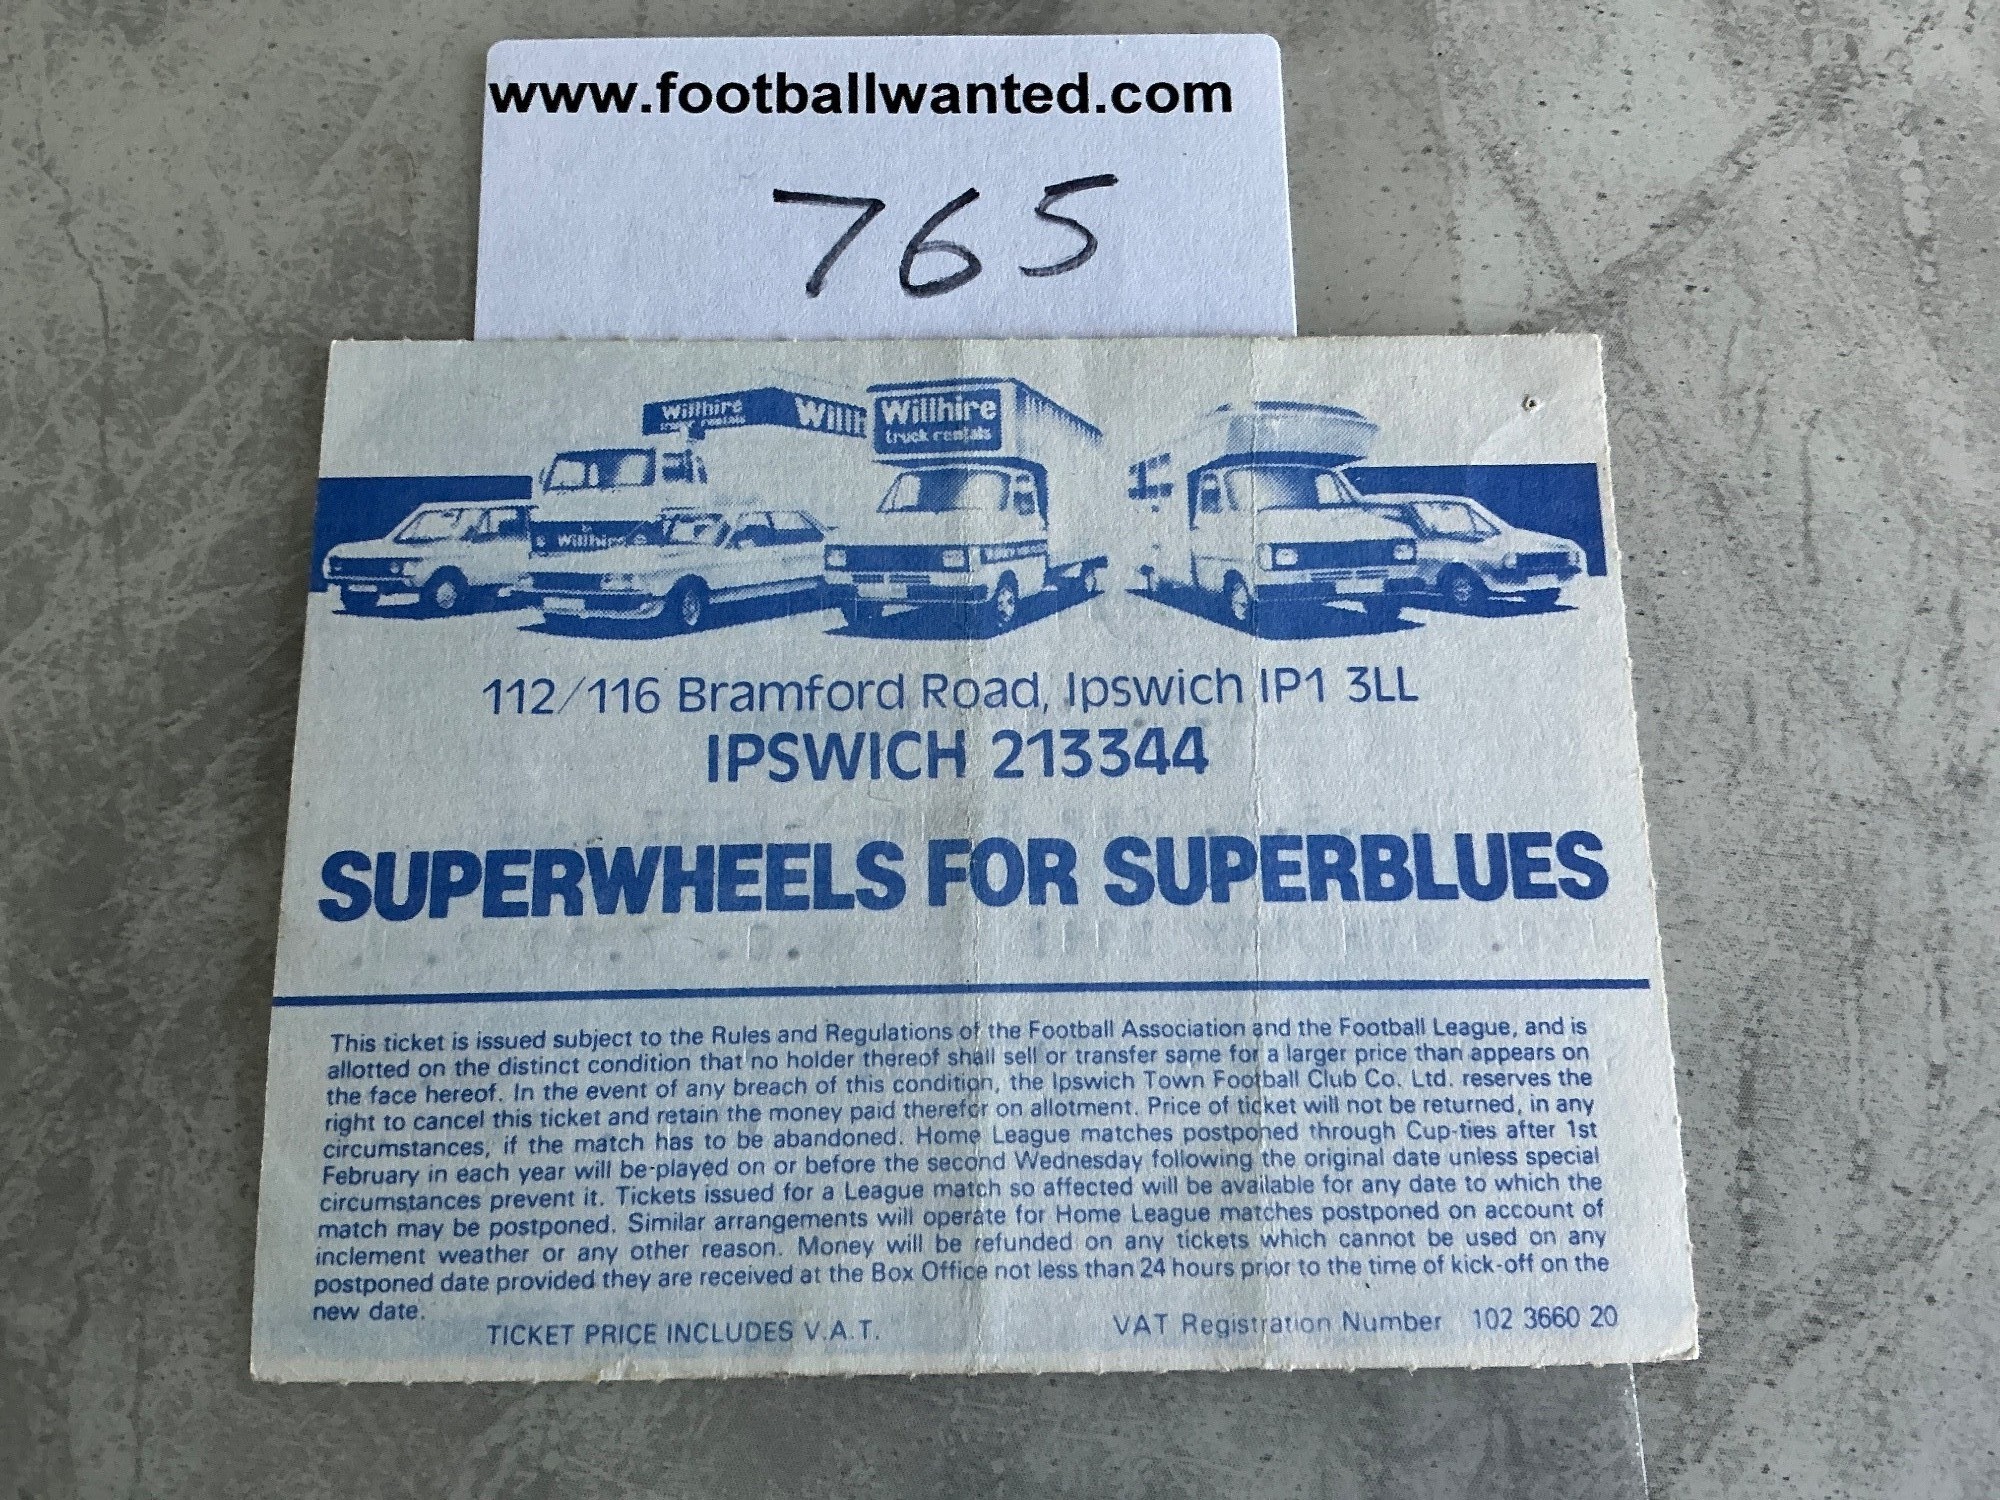 www.footballwanted.com
765
Willhire
Willhire
truck rentals
Willhire
112/116 Bramford Road, Ipswich IP1 3LL
IPSWICH 213344
SUPERWHEELS FOR SUPERBLUES
This ticket is issued subject to the Rules and Regulations of the Football Association and the Football League, and is
allotted on the distinct condition that no holder thereof shall sell or transfer same for a larger price than appears on
the face hereof. In the event of any breach of this condition, the Ipswich Town Football Club Co. Ltd. reserves the
right to cancel this ticket and retain the money paid therefor on allotment. Price of ticket will not be returned, in any
circumstances, if the match has to be abandoned. Home League matches postponed through Cup-ties after 1st
February in each year will be played on or before the second Wednesday following the original date unless special
circumstances prevent it. Tickets issued for a League match so affected will be available for any date to which the
match may be postponed. Similar arrangements will operate for Home League matches postponed on account of
inclement weather or any other reason. Money will be refunded on any tickets which cannot be used on any
postponed date provided they are received at the Box Office not less than 24 hours prior to the time of kick-off on the
new date.
TICKET PRICE INCLUDES V.A.T. VAT Registration Number 102 3660 20